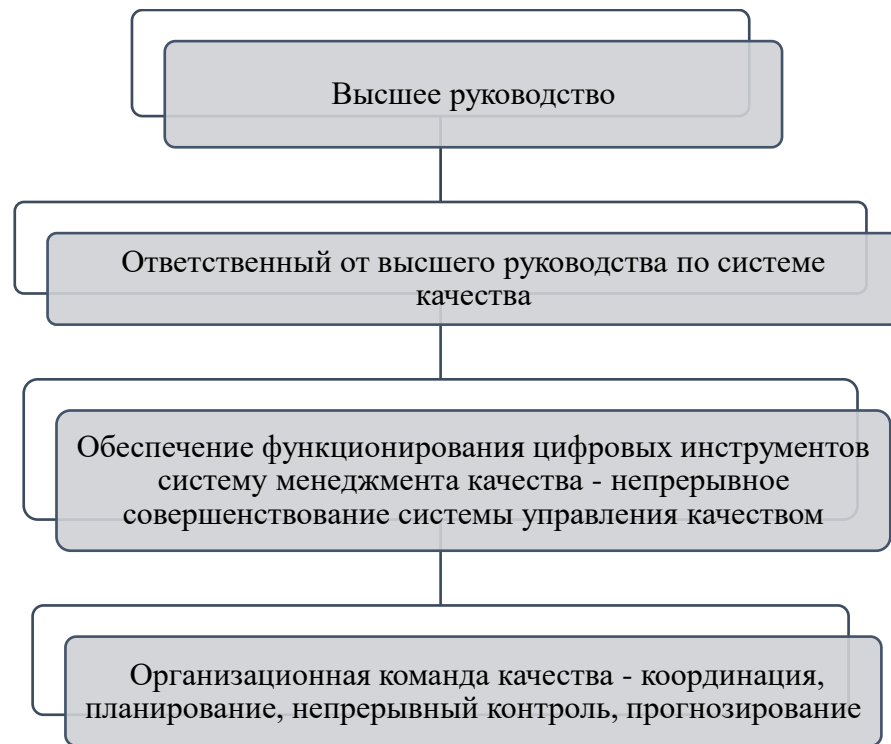 Высшее руководство
Ответственный от высшего руководства по системе
качества
Обеспечение функционирования цифровых инструментов
систему менеджмента качества - непрерывное
совершенствование системы управления качеством
Организационная команда качества - координация,
планирование, непрерывный контроль, прогнозирование